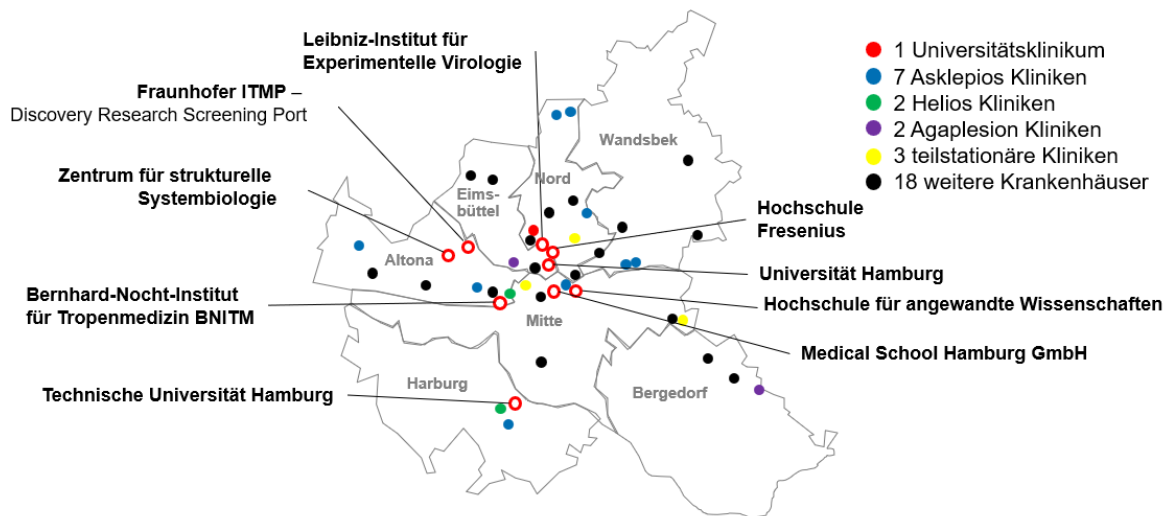 Leibniz-Institut für
Experimentelle Virologie
Fraunhofer ITMP –
Discovery Research Screening Port
Zentrum für strukturelle
Systembiologie
Bernhard-Nocht-Institut
für Tropenmedizin BNITM
Technische Universität Hamburg
Wandsbek
Nord
Eims-
büttel
Altona
Mitte
Harburg
Bergedorf
1 Universitätsklinikum
7 Asklepios Kliniken
2 Helios Kliniken
2 Agaplesion Kliniken
3 teilstationäre Kliniken
18 weitere Krankenhäuser
Hochschule
Fresenius
Universität Hamburg
Hochschule für angewandte Wissenschaften
Medical School Hamburg GmbH